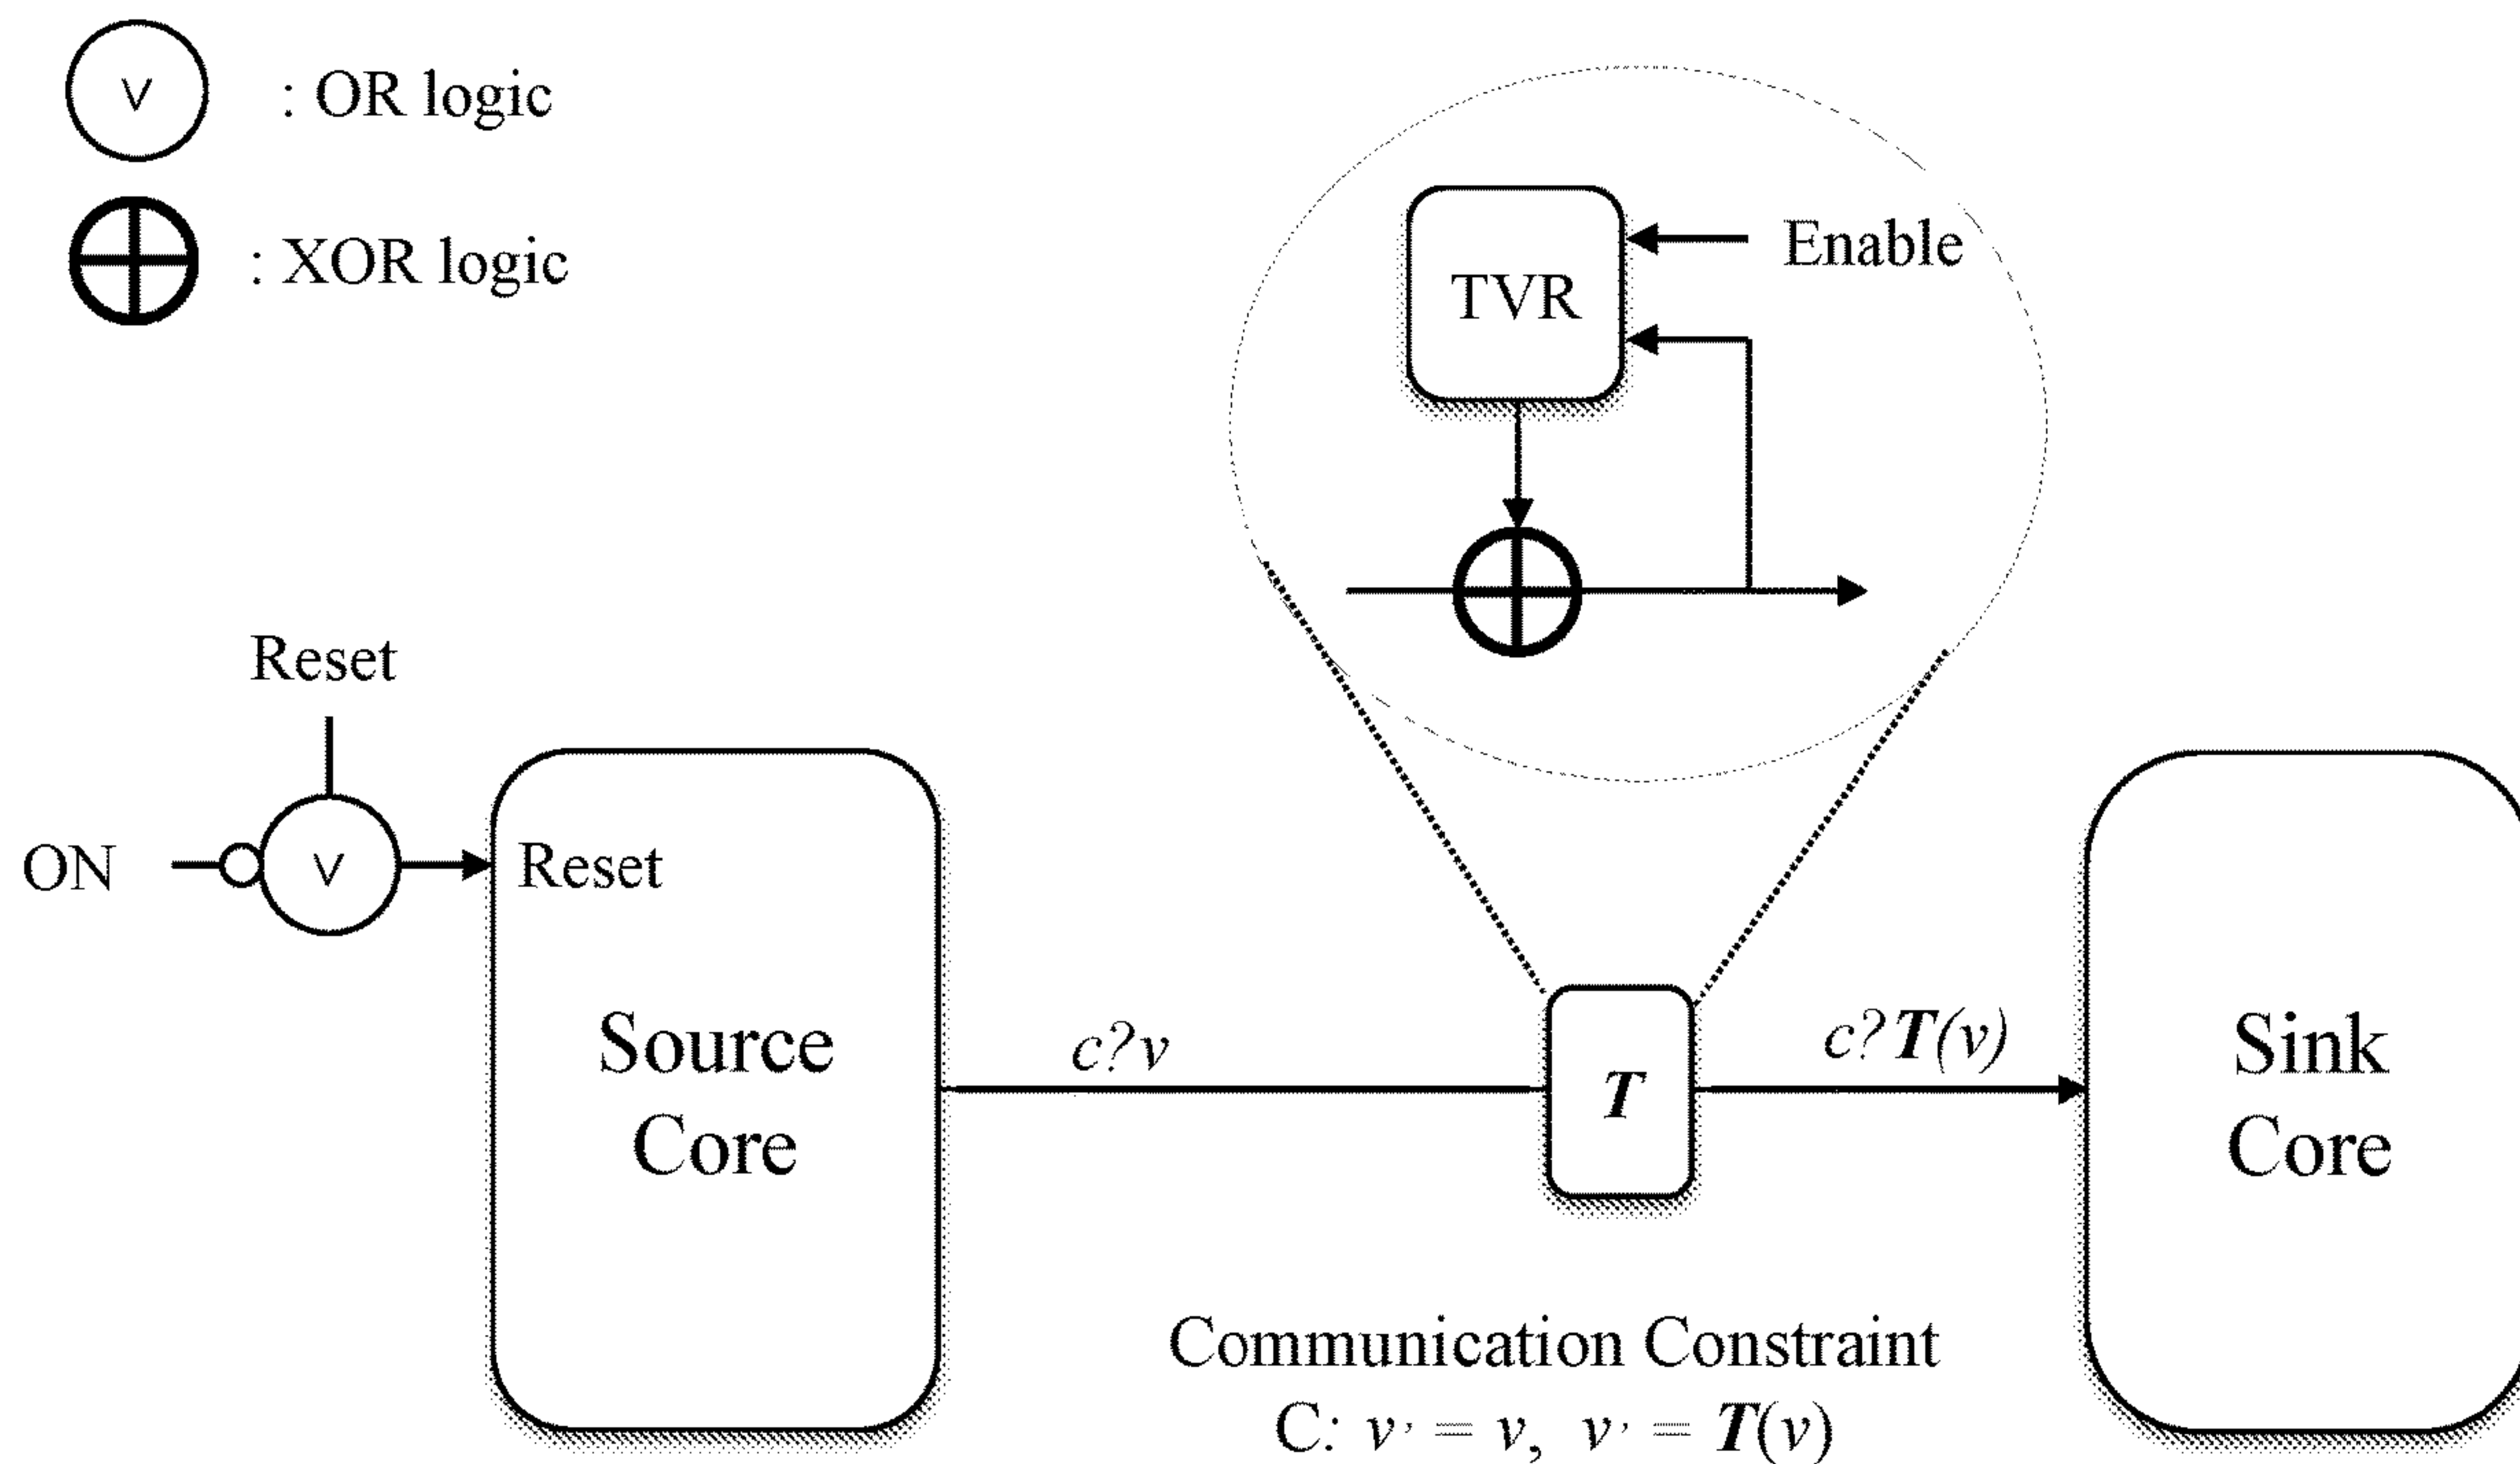 v : OR logic
: XOR logic
Enable
TVR
Reset
ON v Reset
Source
Core
c?v
T
c?T(v)
Sink
Core
Communication Constraint
C: v' = v, v' = T(v)